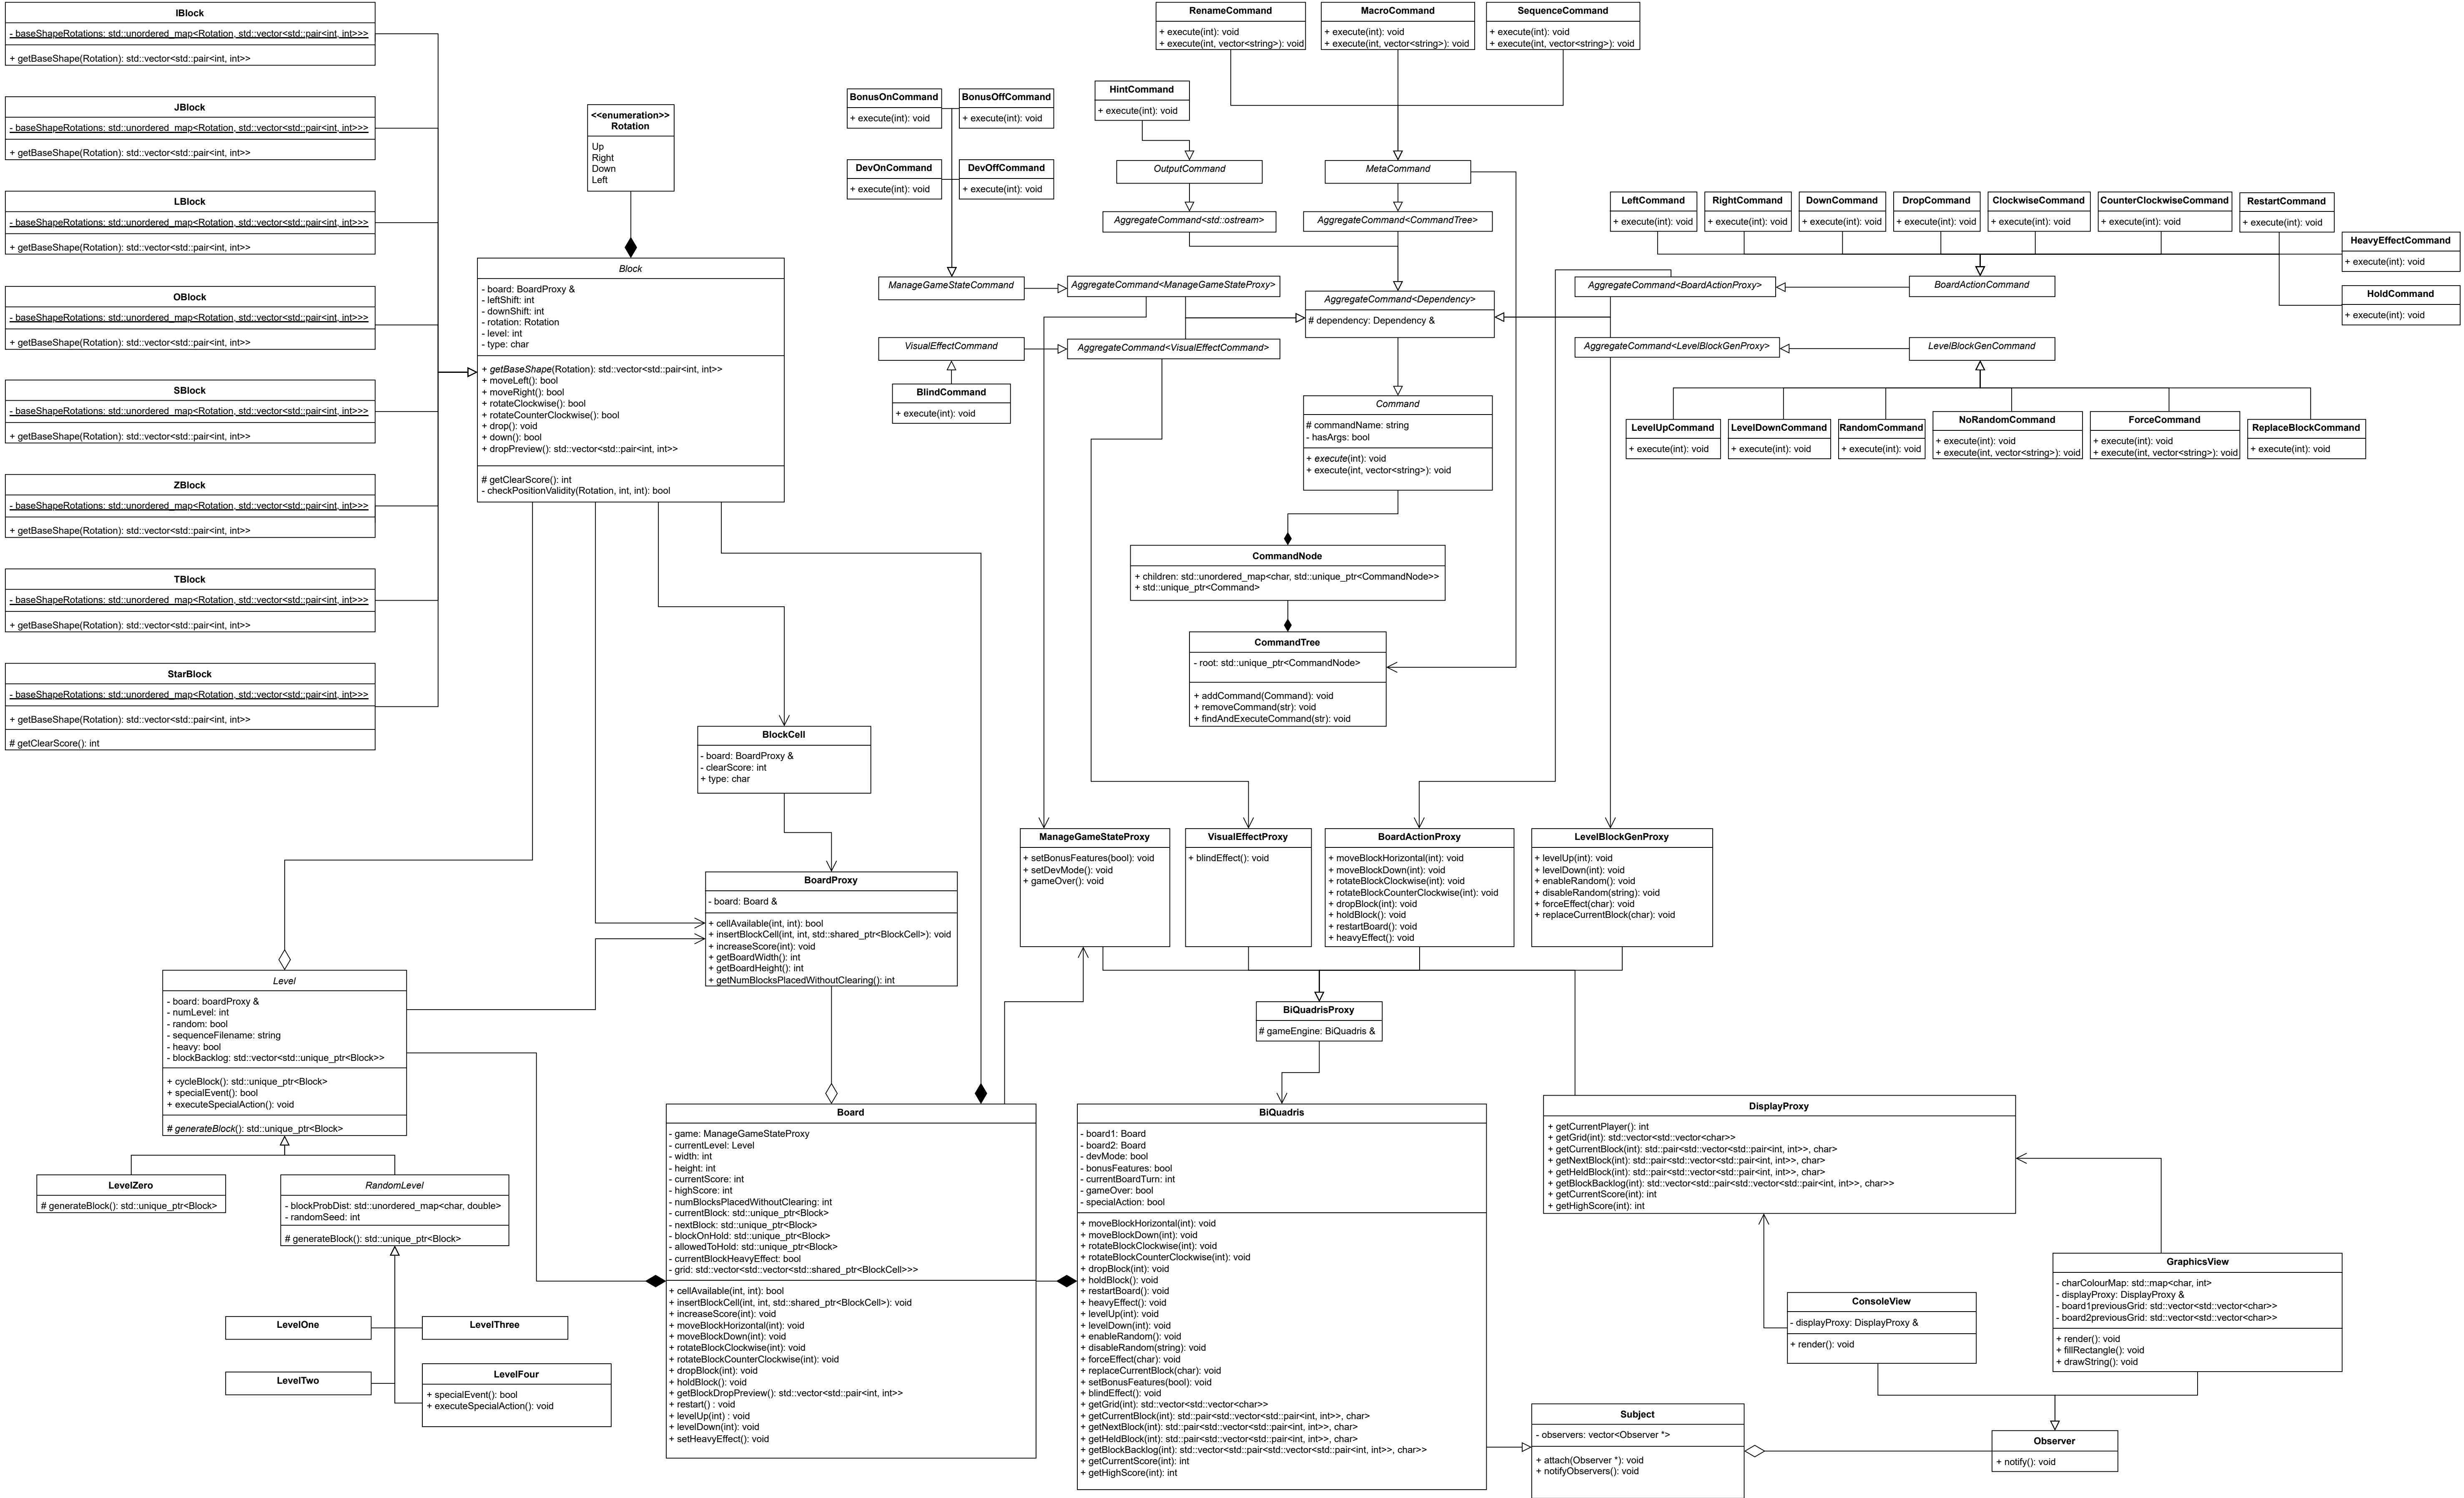 IBlock
- baseShapeRotations: std::unordered_map<Rotation, std::vector<std::pair<int, int>>>
+ getBaseShape(Rotation): std::vector<std::pair<int, int>>
JBlock
- baseShapeRotations: std::unordered_map<Rotation, std::vector<std::pair<int, int>>>
+ getBaseShape(Rotation): std::vector<std::pair<int, int>>
LBlock
- baseShapeRotations: std::unordered_map<Rotation, std::vector<std::pair<int, int>>>
+ getBaseShape(Rotation): std::vector<std::pair<int, int>>
OBlock
- baseShapeRotations: std::unordered_map<Rotation, std::vector<std::pair<int, int>>>
+ getBaseShape(Rotation): std::vector<std::pair<int, int>>
SBlock
- baseShapeRotations: std::unordered_map<Rotation, std::vector<std::pair<int, int>>>
+ getBaseShape(Rotation): std::vector<std::pair<int, int>>
ZBlock
- baseShapeRotations: std::unordered_map<Rotation, std::vector<std::pair<int, int>>>
+ getBaseShape(Rotation): std::vector<std::pair<int, int>>
TBlock
- baseShapeRotations: std::unordered_map<Rotation, std::vector<std::pair<int, int>>>
+ getBaseShape(Rotation): std::vector<std::pair<int, int>>
StarBlock
- baseShapeRotations: std::unordered_map<Rotation, std::vector<std::pair<int, int>>>
+ getBaseShape(Rotation): std::vector<std::pair<int, int>>
# getClearScore(): int
<<enumeration>>
Rotation
Up
Right
Down
Left
Block
- board: BoardProxy &
- leftShift: int
- downShift: int
- rotation: Rotation
- level: int
- type: char
+ getBaseShape(Rotation): std::vector<std::pair<int, int>>
+ moveLeft(): bool
+ moveRight(): bool
+ rotateClockwise(): bool
+ rotateCounterClockwise(): bool
+ drop(): void
+ down(): bool
+ dropPreview(): std::vector<std::pair<int, int>>
# getClearScore(): int
- checkPositionValidity(Rotation, int, int): bool
BonusOnCommand
+ execute(int): void
BonusOffCommand
+ execute(int): void
DevOnCommand
+ execute(int): void
DevOffCommand
+ execute(int): void
ManageGameStateCommand
VisualEffectCommand
BlindCommand
+ execute(int): void
AggregateCommand<ManageGameStateProxy>
AggregateCommand<VisualEffectCommand>
RenameCommand
+ execute(int): void
+ execute(int, vector<string>): void
MacroCommand
+ execute(int): void
+ execute(int, vector<string>): void
SequenceCommand
+ execute(int): void
+ execute(int, vector<string>): void
HintCommand
+ execute(int): void
OutputCommand
MetaCommand
AggregateCommand<std::ostream>
AggregateCommand<CommandTree>
AggregateCommand<Dependency>
# dependency: Dependency &
Command
# commandName: string
- hasArgs: bool
+ execute(int): void
+ execute(int, vector<string>): void
CommandNode
+ children: std::unordered_map<char, std::unique_ptr<CommandNode>>
+ std::unique_ptr<Command>
CommandTree
- root: std::unique_ptr<CommandNode>
+ addCommand(Command): void
+ removeCommand(str): void
+ findAndExecuteCommand(str): void
LeftCommand
+ execute(int): void
RightCommand
+ execute(int): void
DownCommand
+ execute(int): void
DropCommand
+ execute(int): void
ClockwiseCommand
+ execute(int): void
CounterClockwiseCommand
+ execute(int): void
RestartCommand
+ execute(int): void
HeavyEffectCommand
+ execute(int): void
HoldCommand
+ execute(int): void
AggregateCommand<BoardActionProxy>
BoardActionCommand
AggregateCommand<LevelBlockGenProxy>
LevelBlockGenCommand
LevelUpCommand
+ execute(int): void
LevelDownCommand
+ execute(int): void
RandomCommand
+ execute(int): void
NoRandomCommand
+ execute(int): void
+ execute(int, vector<string>): void
ForceCommand
+ execute(int): void
+ execute(int, vector<string>): void
ReplaceBlockCommand
+ execute(int): void
BlockCell
- board: BoardProxy &
- clearScore: int
+ type: char
BoardProxy
- board: Board &
+ cellAvailable(int, int): bool
+ insertBlockCell(int, int, std::shared_ptr<BlockCell>): void
+ increaseScore(int): void
+ getBoardWidth(): int
+ getBoardHeight(): int
+ getNumBlocksPlacedWithoutClearing(): int
ManageGameStateProxy
+ setBonusFeatures(bool): void
+ setDevMode(): void
+ gameOver(): void
VisualEffectProxy
+ blindEffect(): void
BoardActionProxy
+ moveBlockHorizontal(int): void
+ moveBlockDown(int): void
+ rotateBlockClockwise(int): void
+ rotateBlockCounterClockwise(int): void
+ dropBlock(int): void
+ holdBlock(): void
+ restartBoard(): void
+ heavyEffect(): void
LevelBlockGenProxy
+ levelUp(int): void
+ levelDown(int): void
+ enableRandom(): void
+ disableRandom(string): void
+ forceEffect(char): void
+ replaceCurrentBlock(char): void
BiQuadrisProxy
# gameEngine: BiQuadris &
Level
- board: boardProxy &
- numLevel: int
- random: bool
- sequenceFilename: string
- heavy: bool
- blockBacklog: std::vector<std::unique_ptr<Block>>
+ cycleBlock(): std::unique_ptr<Block>
+ specialEvent(): bool
+ executeSpecialAction(): void
# generateBlock(): std::unique_ptr<Block>
LevelZero
# generateBlock(): std::unique_ptr<Block>
RandomLevel
- blockProbDist: std::unordered_map<char, double>
- randomSeed: int
# generateBlock(): std::unique_ptr<Block>
LevelOne
LevelThree
LevelTwo
LevelFour
+ specialEvent(): bool
+ executeSpecialAction(): void
Board
- game: ManageGameStateProxy
- currentLevel: Level
- width: int
- height: int
- currentScore: int
- highScore: int
- numBlocksPlacedWithoutClearing: int
- currentBlock: std::unique_ptr<Block>
- nextBlock: std::unique_ptr<Block>
- blockOnHold: std::unique_ptr<Block>
- allowedToHold: std::unique_ptr<Block>
- currentBlockHeavyEffect: bool
- grid: std::vector<std::vector<std::shared_ptr<BlockCell>>>
+ cellAvailable(int, int): bool
+ insertBlockCell(int, int, std::shared_ptr<BlockCell>): void
+ increaseScore(int): void
+ moveBlockHorizontal(int): void
+ moveBlockDown(int): void
+ rotateBlockClockwise(int): void
+ rotateBlockCounterClockwise(int): void
+ dropBlock(int): void
+ holdBlock(): void
+ getBlockDropPreview(): std::vector<std::pair<int, int>>
+ restart() : void
+ levelUp(int) : void
+ levelDown(int): void
+ setHeavyEffect(): void
BiQuadris
- board1: Board
- board2: Board
- devMode: bool
- bonusFeatures: bool
- currentBoardTurn: int
- gameOver: bool
- specialAction: bool
+ moveBlockHorizontal(int): void
+ moveBlockDown(int): void
+ rotateBlockClockwise(int): void
+ rotateBlockCounterClockwise(int): void
+ dropBlock(int): void
+ holdBlock(): void
+ restartBoard(): void
+ heavyEffect(): void
+ levelUp(int): void
+ levelDown(int): void
+ enableRandom(): void
+ disableRandom(string): void
+ forceEffect(char): void
+ replaceCurrentBlock(char): void
+ setBonusFeatures(bool): void
+ blindEffect(): void
+ getGrid(int): std::vector<std::vector<char>>
+ getCurrentBlock(int): std::pair<std::vector<std::pair<int, int>>, char>
+ getNextBlock(int): std::pair<std::vector<std::pair<int, int>>, char>
+ getHeldBlock(int): std::pair<std::vector<std::pair<int, int>>, char>
+ getBlockBacklog(int): std::vector<std::pair<std::vector<std::pair<int, int>>, char>>
+ getCurrentScore(int): int
+ getHighScore(int): int
DisplayProxy
+ getCurrentPlayer(): int
+ getGrid(int): std::vector<std::vector<char>>
+ getCurrentBlock(int): std::pair<std::vector<std::pair<int, int>>, char>
+ getNextBlock(int): std::pair<std::vector<std::pair<int, int>>, char>
+ getHeldBlock(int): std::pair<std::vector<std::pair<int, int>>, char>
+ getBlockBacklog(int): std::vector<std::pair<std::vector<std::pair<int, int>>, char>>
+ getCurrentScore(int): int
+ getHighScore(int): int
GraphicsView
- charColourMap: std::map<char, int>
- displayProxy: DisplayProxy &
- board1previousGrid: std::vector<std::vector<char>>
- board2previousGrid: std::vector<std::vector<char>>
+ render(): void
+ fillRectangle(): void
+ drawString(): void
ConsoleView
- displayProxy: DisplayProxy &
+ render(): void
Subject
- observers: vector<Observer *>
+ attach(Observer *): void
+ notifyObservers(): void
Observer
+ notify(): void